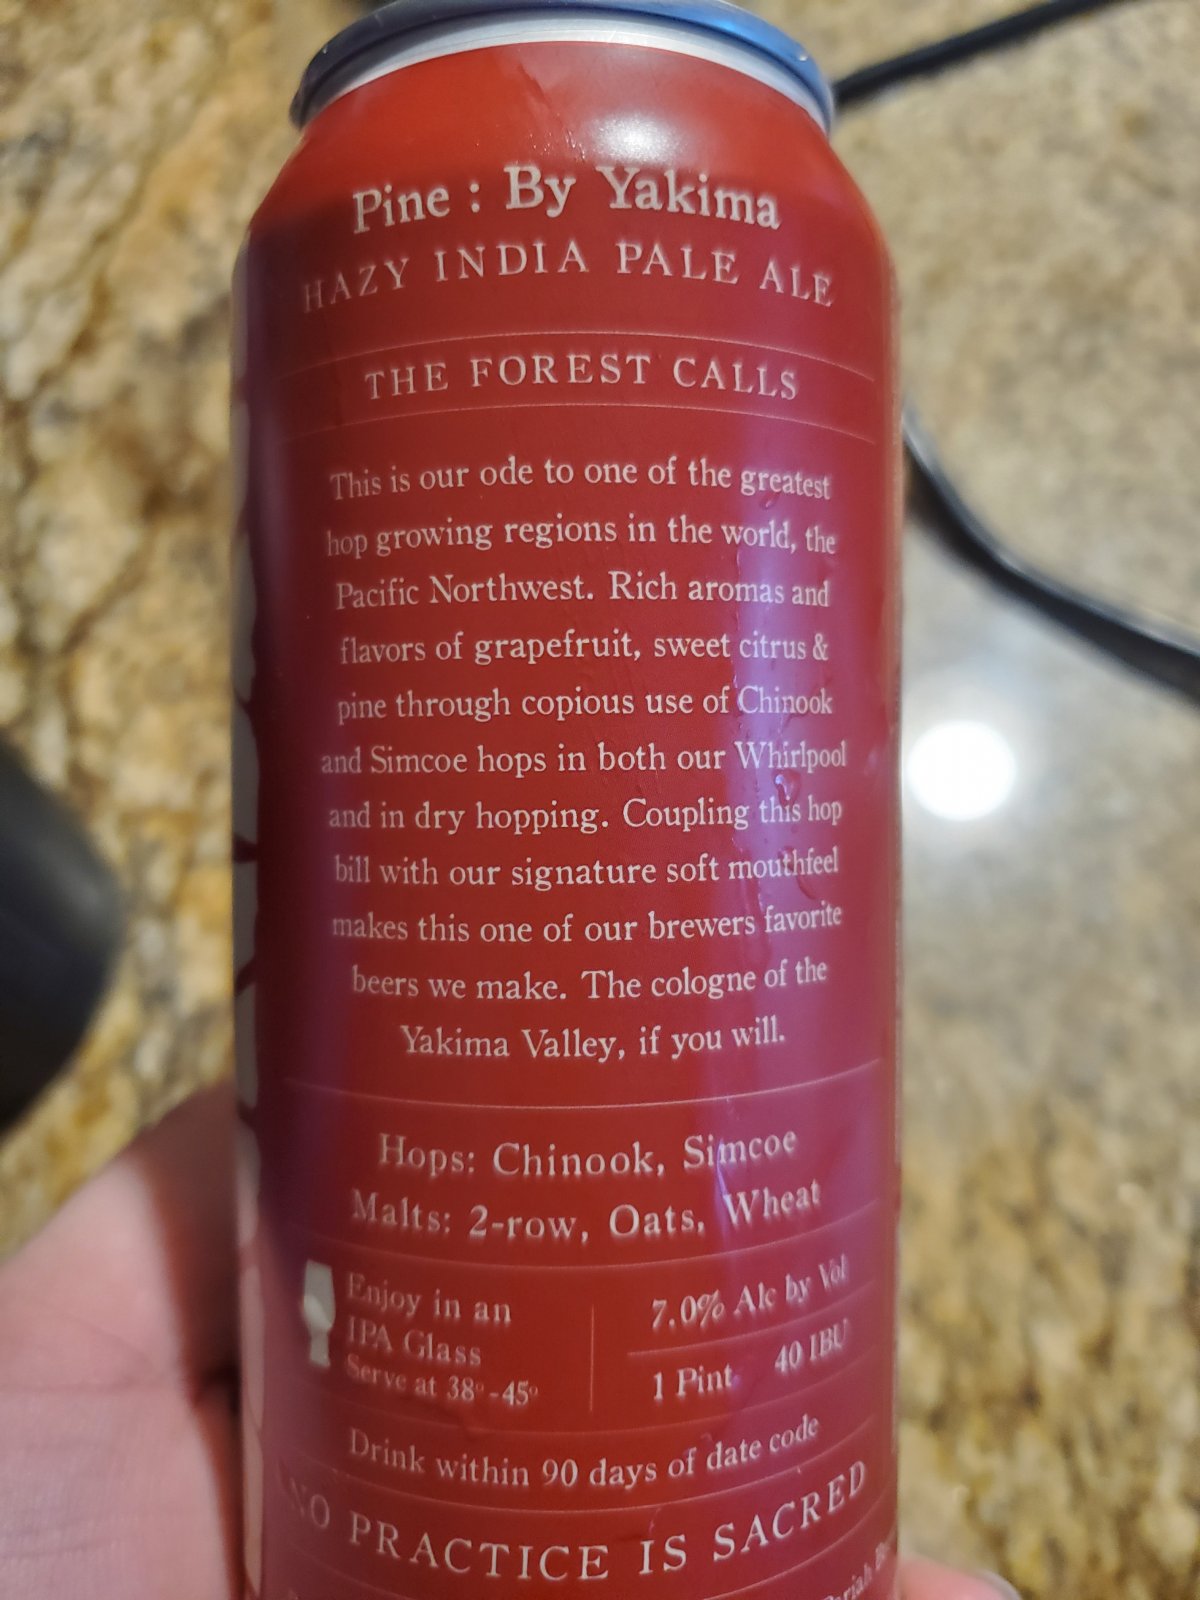 Pine : By Yakima
HAZY INDIA PALE ALE
THE FOREST CALLS
This is our ode to one of the greatest
hop growing regions in the world, the
Pacific Northwest. Rich aromas and
flavors of grapefruit, sweet citrus &
pine through copious use of Chinook
and Simcoe hops in both our Whirlpool
and in dry hopping. Coupling this hop
bill with our signature soft mouthfeel
makes this one of our brewers favorite
beers we make. The cologne of the
Yakima Valley, if you will.
Hops: Chinook, Simcoe
Malts: 2-row, Oats, Wheat
Enjoy in an
IPA Glass
Serve at 38°-45°
7.0% Alc by Vol
1 Pint 40 IBU
Drink within 90 days of date code
NO PRACTICE IS SACRED